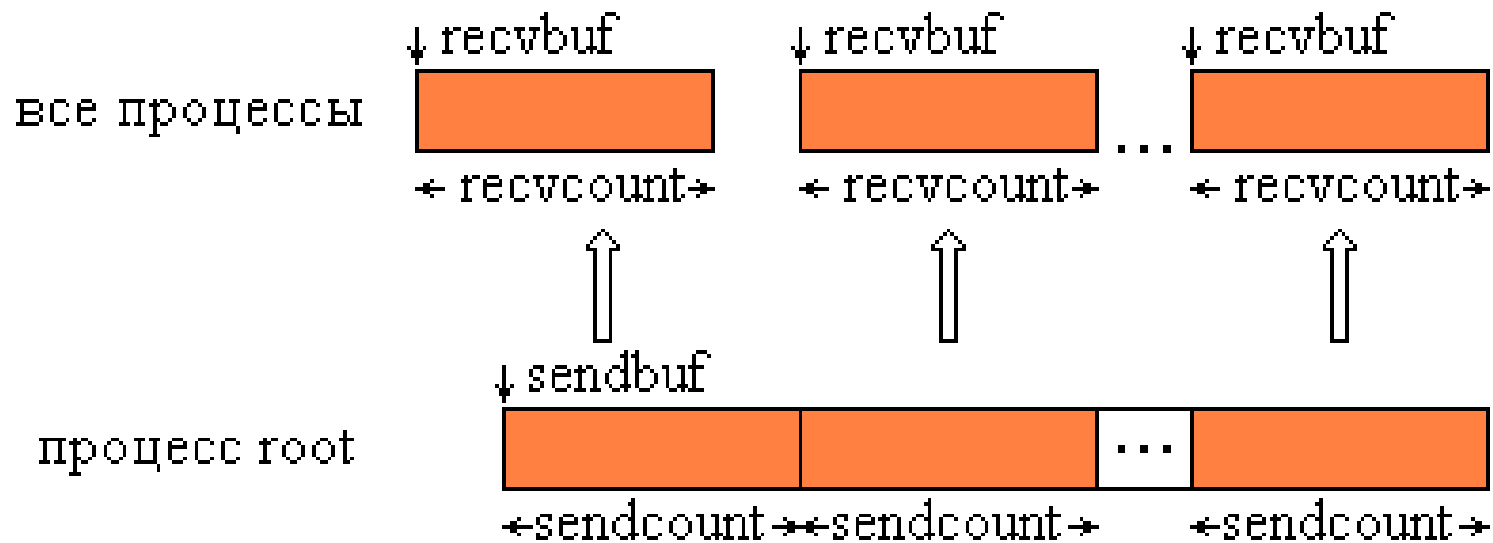 recvbuf recvbuf recvbuf
все процессы ...
recvcount recvcount recvcount
sendbuf
процесс root ...
sendcount sendcount sendcount